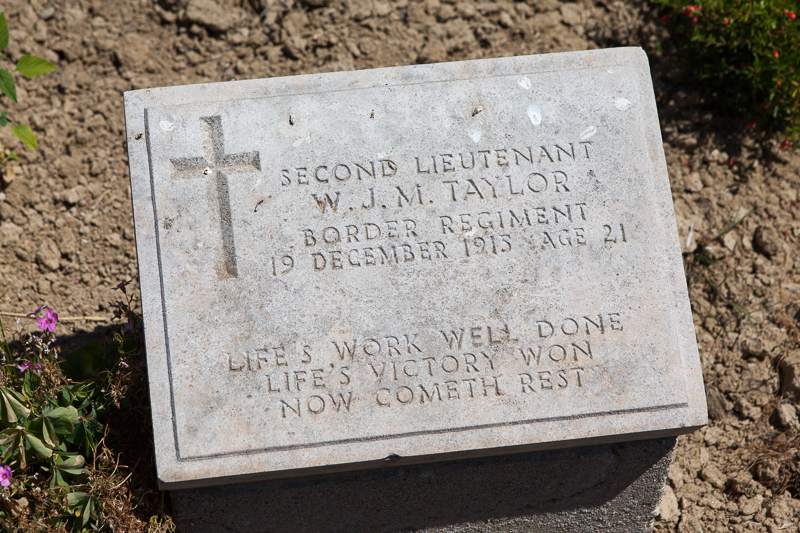 SECOND LIEUTENANT
W. J. M. TAYLOR
BORDER REGIMENT
19 DECEMBER 1915 AGE 21
LIFE'S WORK WELL DONE
LIFE'S VICTORY WON
NOW COMETH REST